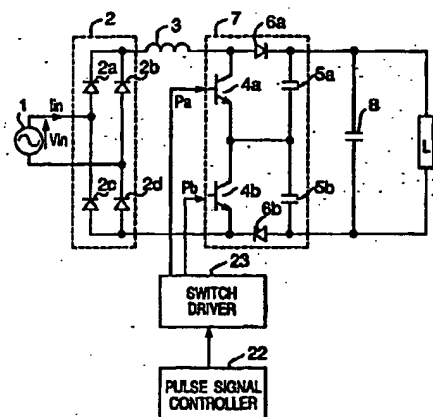 2
3
7
6a
2a
2b
1
Iin
Vin
Pa
4a
5a
8
L
2c
2d
Pb
4b
5b
6b
23
SWITCH
DRIVER
22
PULSE SIGNAL
CONTROLLER